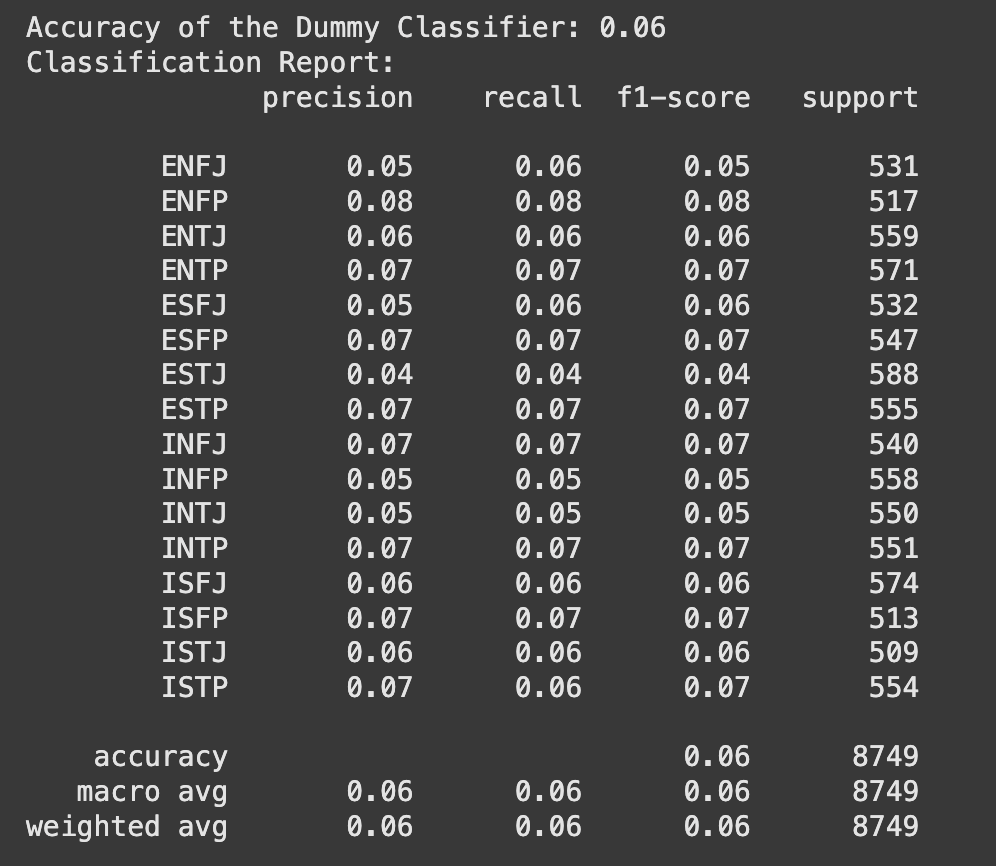 Accuracy of the Dummy Classifier: 0.06
Classification Report:
precision recall f1-score support
ENFJ 0.05 0.06 0.05 531
ENFP 0.08 0.08 0.08 517
ENTJ 0.06 0.06 0.06 559
ENTP 0.07 0.07 0.07 571
ESFJ 0.05 0.06 0.06 532
ESFP 0.07 0.07 0.07 547
ESTJ 0.04 0.04 0.04 588
ESTP 0.07 0.07 0.07 555
INFJ 0.07 0.07 0.07 540
INFP 0.05 0.05 0.05 558
INTJ 0.05 0.05 0.05 550
INTP 0.07 0.07 0.07 551
ISFJ 0.06 0.06 0.06 574
ISFP 0.07 0.07 0.07 513
ISTJ 0.06 0.06 0.06 509
ISTP 0.07 0.06 0.07 554
accuracy 0.06 8749
macro avg 0.06 0.06 0.06 8749
weighted avg 0.06 0.06 0.06 8749